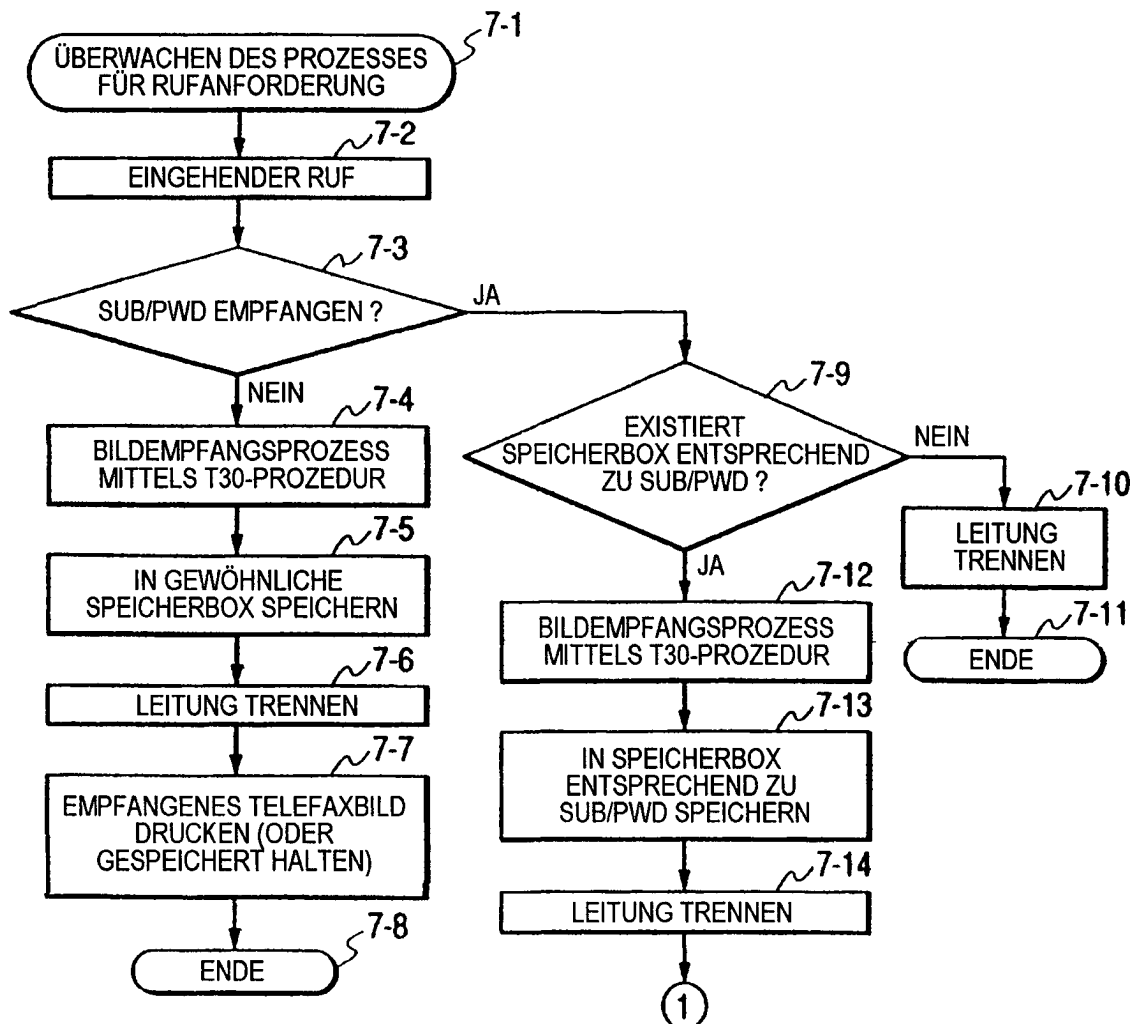 7-1
ÜBERWACHEN DES PROZESSES
FÜR RUFANFORDERUNG
7-2
EINGEHENDER RUF
7-3
SUB/PWD EMPFANGEN ?
JA
NEIN
7-4
BILDEMPFANGSPROZESS
MITTELS T30-PROZEDUR
7-5
IN GEWÖHNLICHE
SPEICHERBOX SPEICHERN
7-6
LEITUNG TRENNEN
7-7
EMPFANGENES TELEFAXBILD
DRUCKEN (ODER
GESPEICHERT HALTEN)
7-8
ENDE
7-9
EXISTIERT
SPEICHERBOX ENTSPRECHEND
ZU SUB/PWD ?
NEIN
7-10
LEITUNG
TRENNEN
7-11
ENDE
JA
7-12
BILDEMPFANGSPROZESS
MITTELS T30-PROZEDUR
7-13
IN SPEICHERBOX
ENTSPRECHEND ZU
SUB/PWD SPEICHERN
7-14
LEITUNG TRENNEN
1